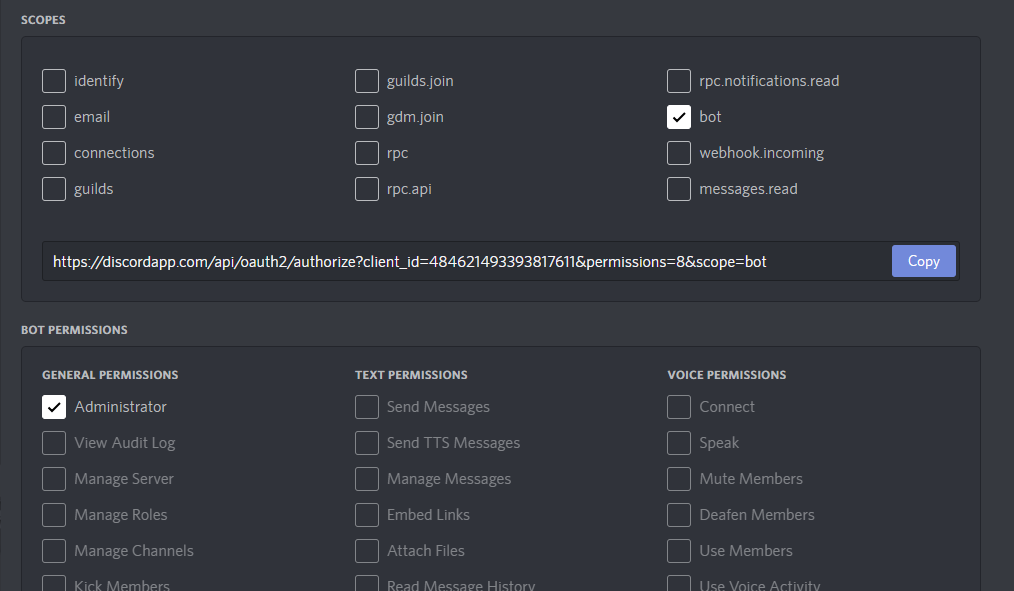 SCOPES
identify guilds.join rpc.notifications.read
email gdm.join bot
connections rpc webhook.incoming
guilds rpc.api messages.read
https://discordapp.com/api/oauth2/authorize?client_id=484621493393817611&permissions=8&scope=bot Copy
BOT PERMISSIONS
GENERAL PERMISSIONS TEXT PERMISSIONS VOICE PERMISSIONS
Administrator Send Messages Connect
View Audit Log Send TTS Messages Speak
Manage Server Manage Messages Mute Members
Manage Roles Embed Links Deafen Members
Manage Channels Attach Files Use Members
Kick Members Read Message History Use Voice Activity